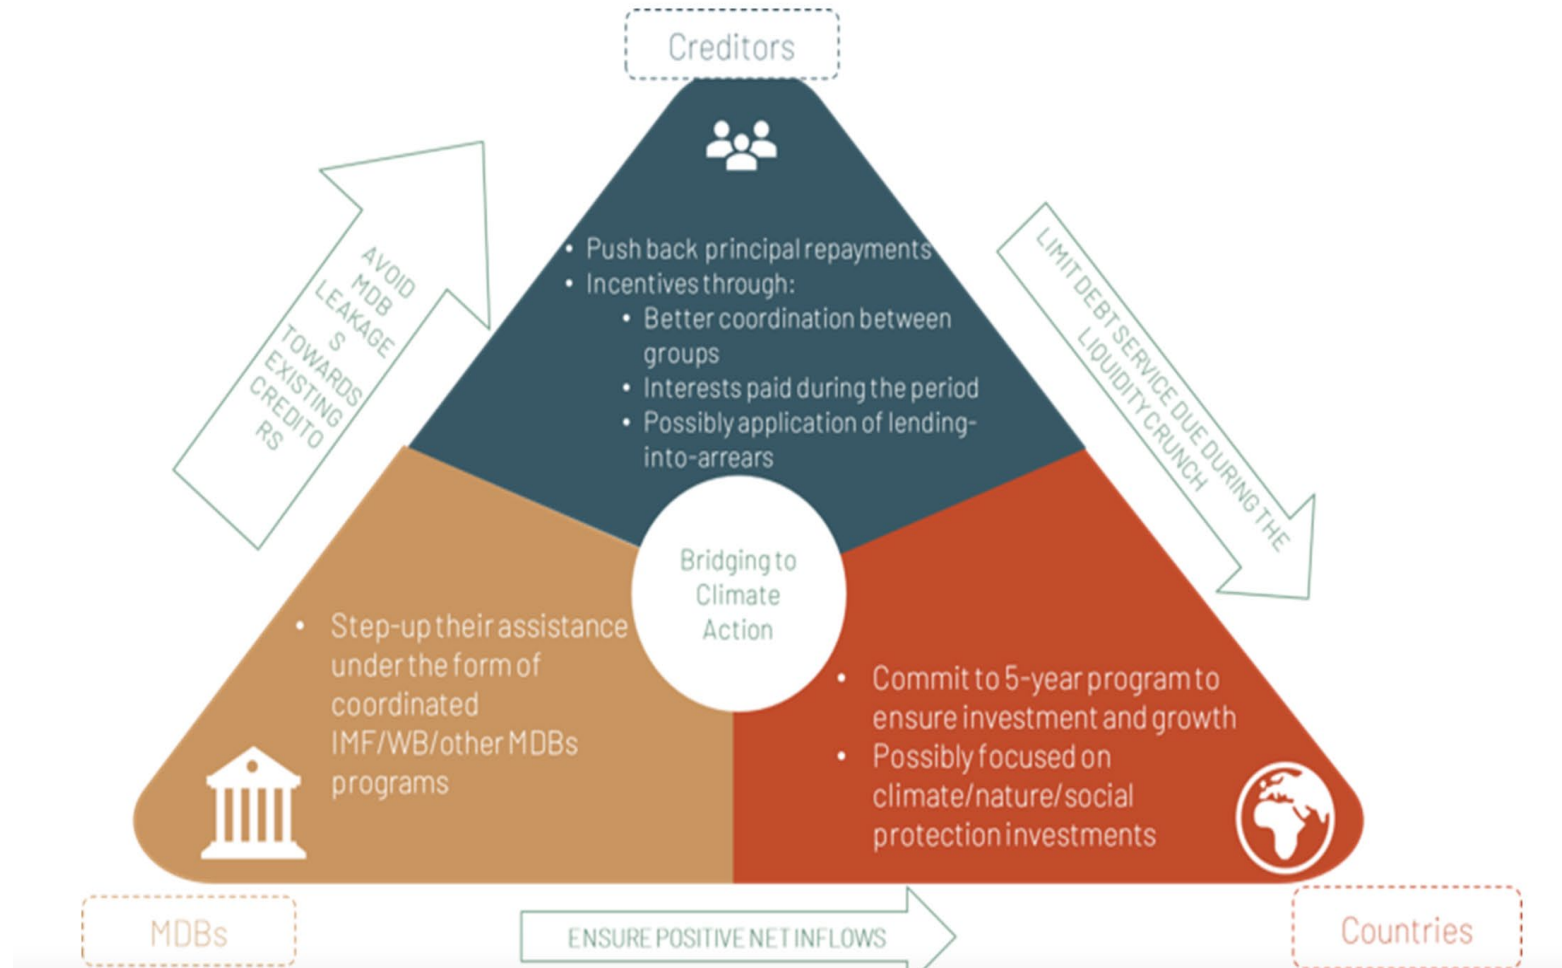 Creditors
• Push back principal repayments
• Incentives through:
• Better coordination between
groups
• Interests paid during the period
• Possibly application of lending-
into-arrears
AVOID
MDB
LEAKAGE
S
TOWARDS
EXISTING
CREDITO
RS
LIMIT DEBT SERVICE DUE DURING THE
LIQUIDITY CRUNCH
Bridging to
Climate
Action
• Step-up their assistance
under the form of
coordinated
IMF/WB/other MDBs
programs
• Commit to 5-year program to
ensure investment and growth
• Possibly focused on
climate/nature/social
protection investments
MDBs
ENSURE POSITIVE NET INFLOWS
Countries